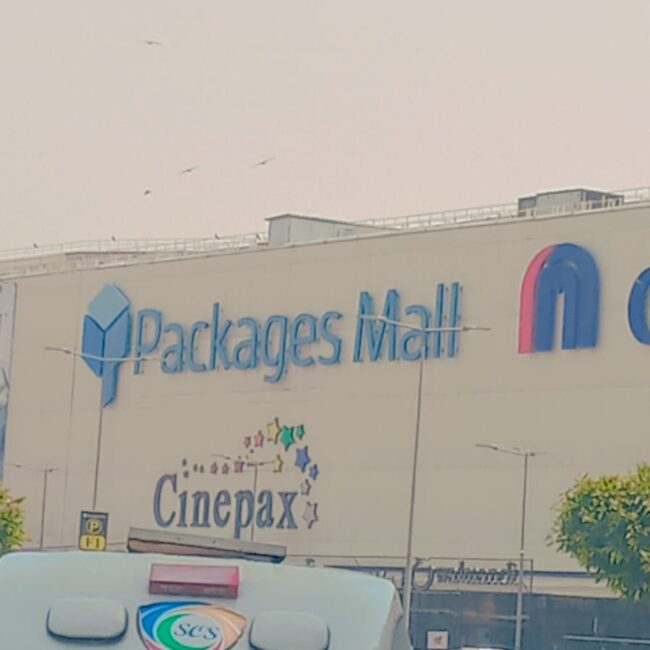 Packages Mall
Cinepax
P
SCS